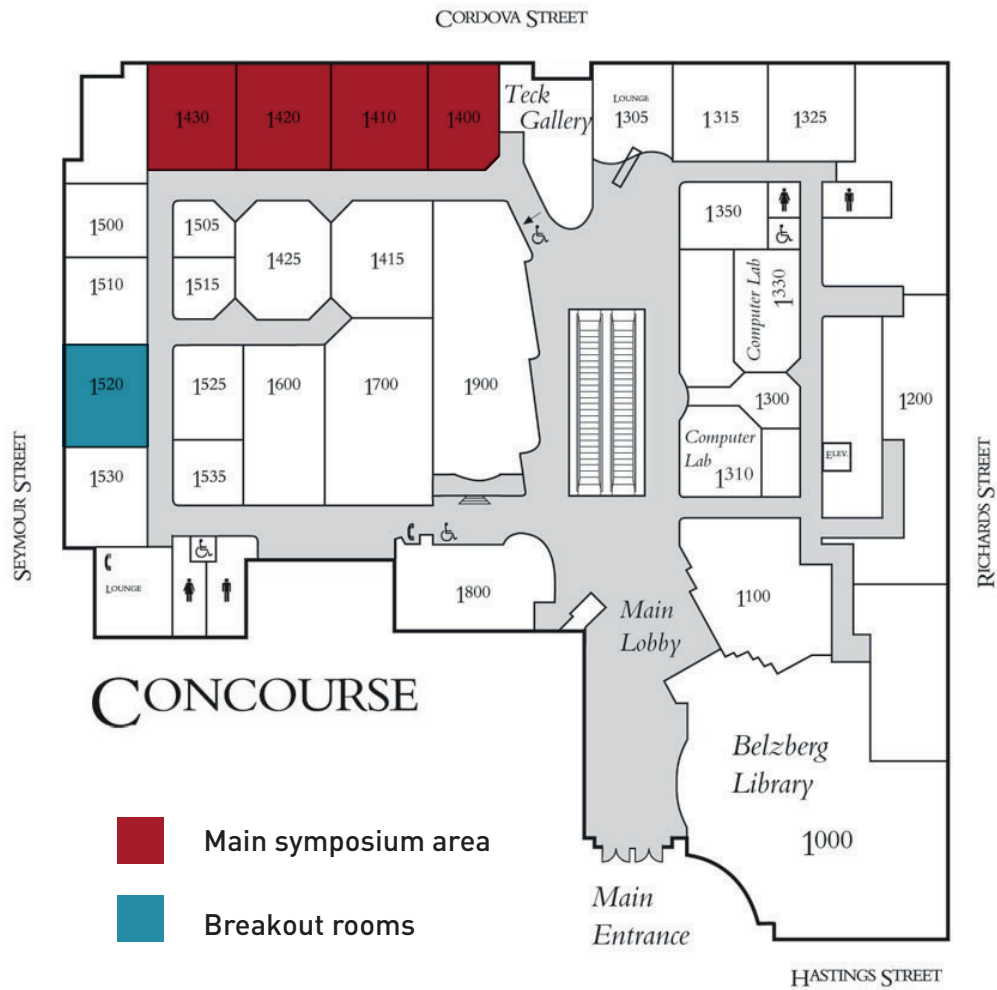 CORDOVA STREET
1430
1420
1410
1400
Teck
Gallery
LOUNGE
1305
1315
1325
1500
1505
1425
1415
1350
1510
1515
Computer Lab
1330
1520
1525
1600
1700
1900
1300
1200
1530
1535
Computer
Lab
1310
ELEV.
SEYMOUR STREET
RICHARDS STREET
LOUNGE
1800
Main
Lobby
1100
CONCOURSE
Belzberg
Library
1000
Main symposium area
Breakout rooms
Main
Entrance
HASTINGS STREET